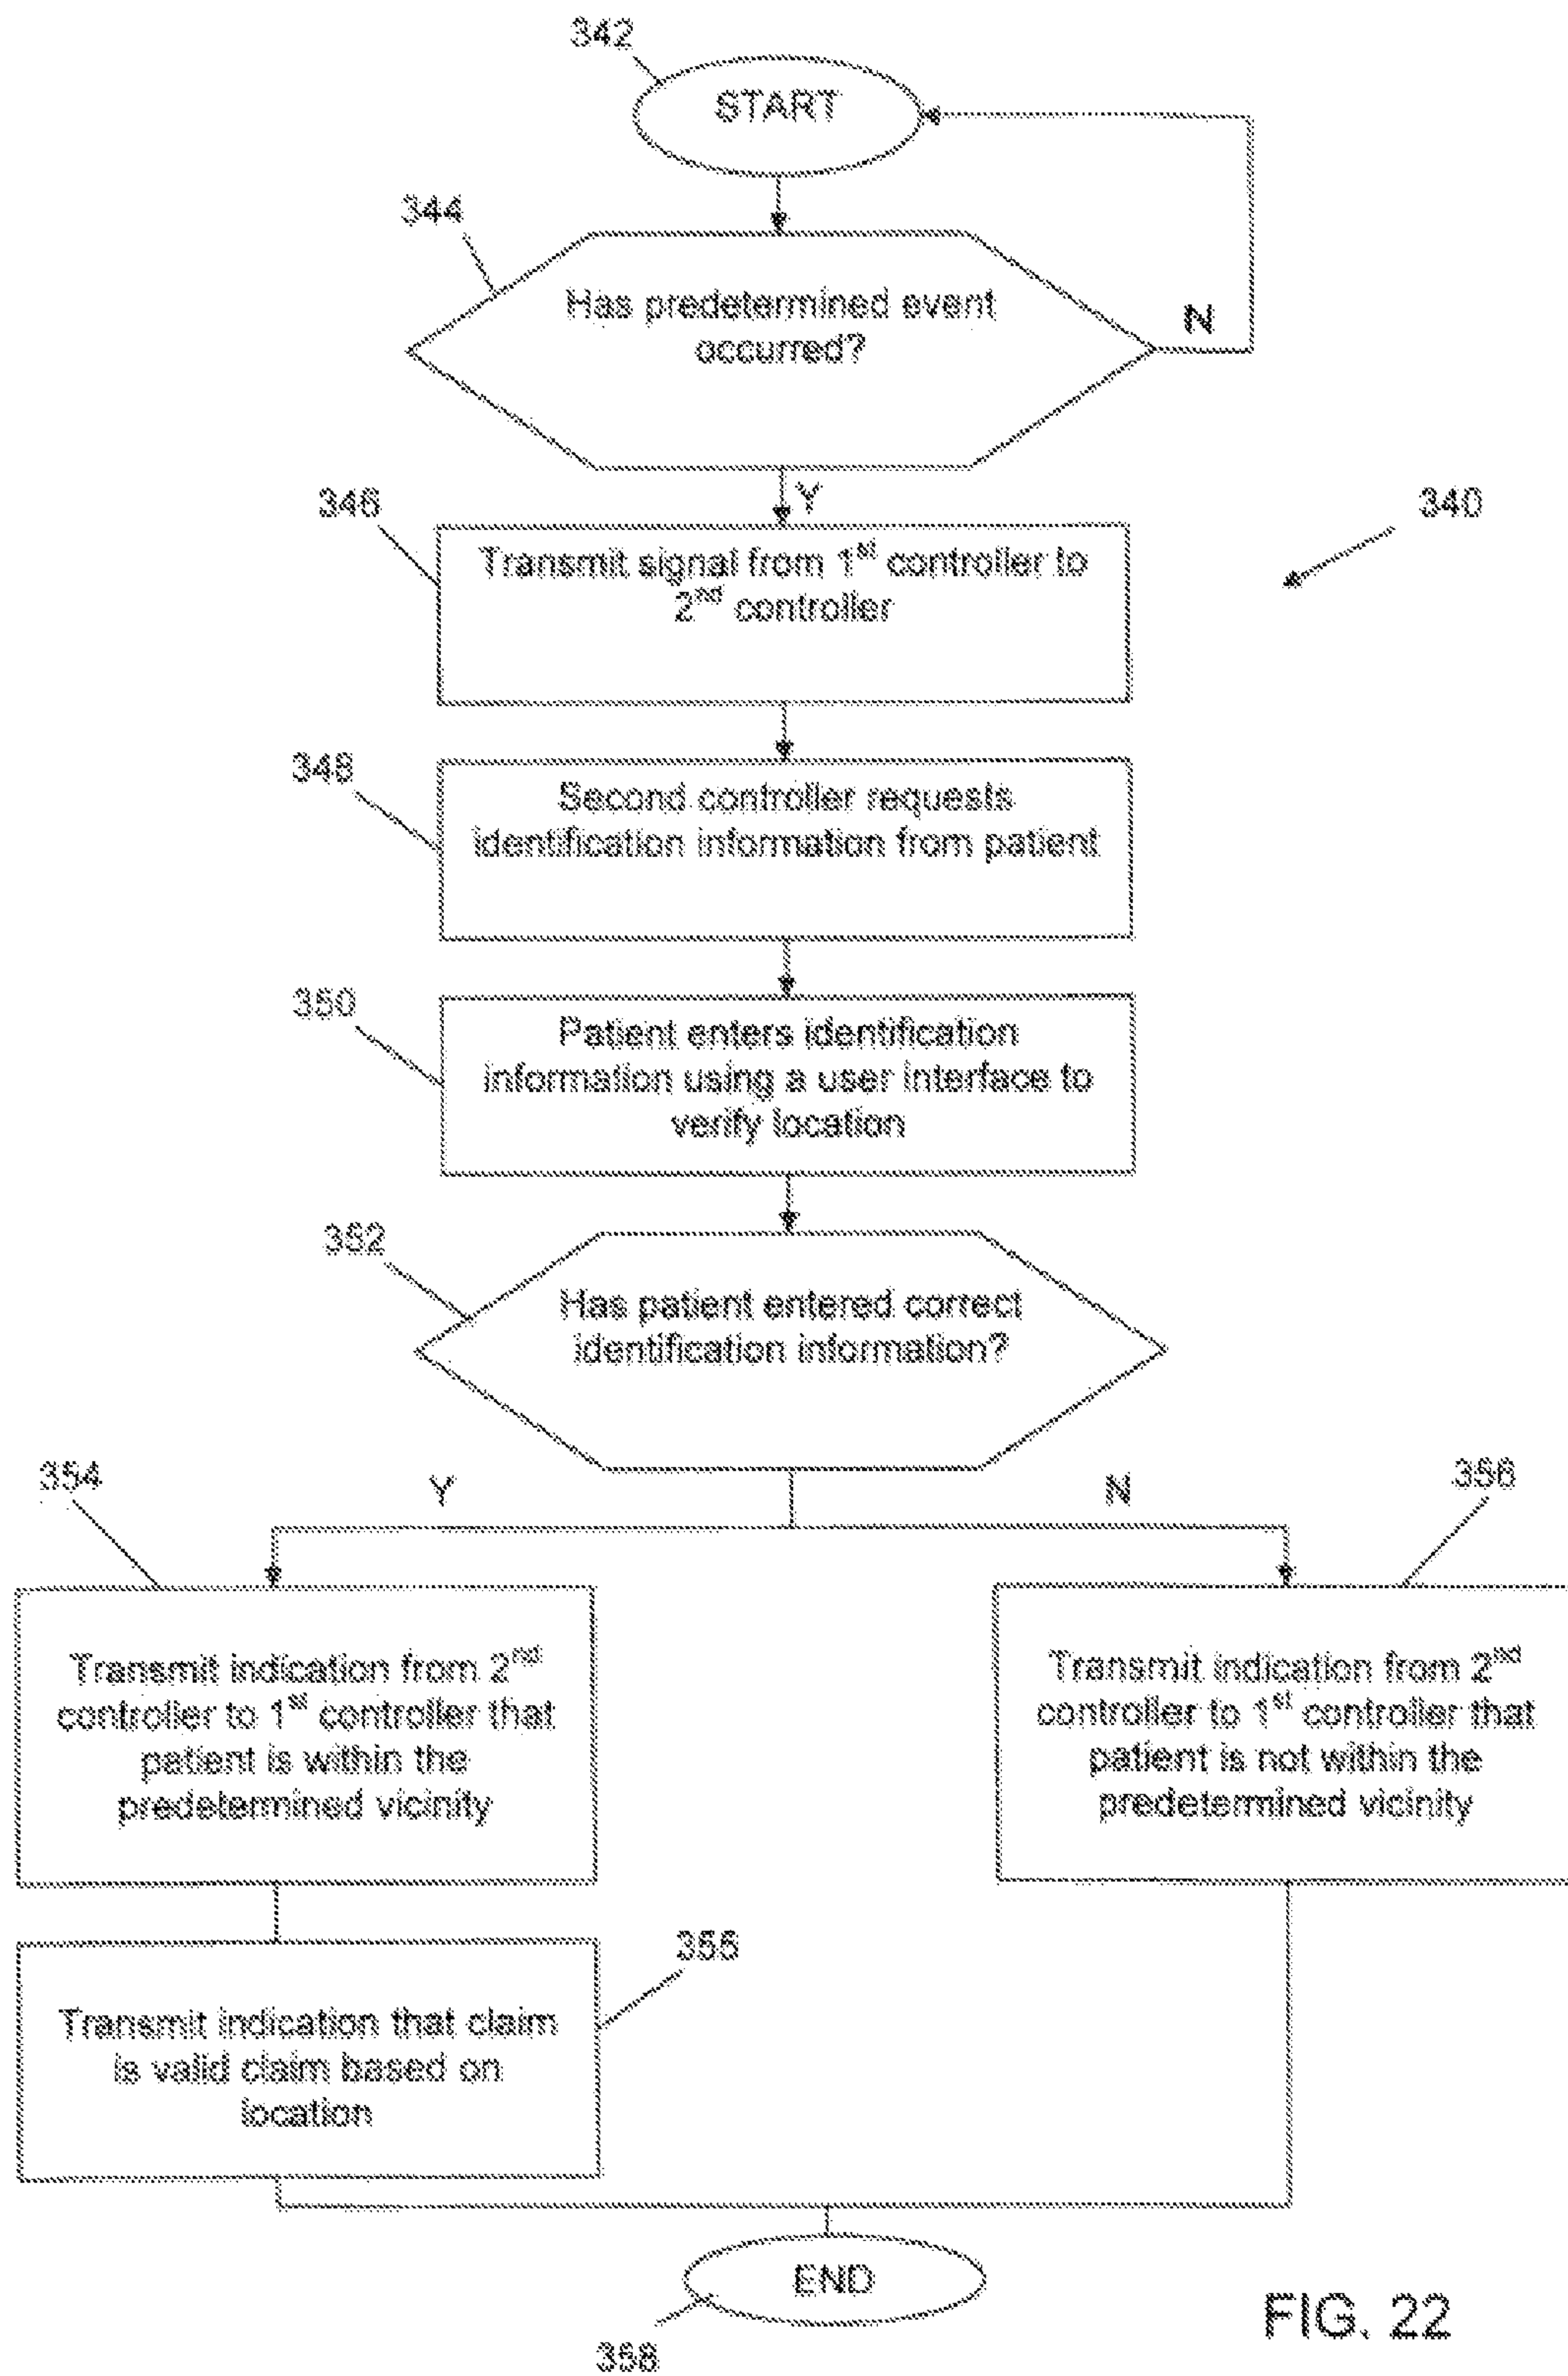 342
START
344
Has predetermined event
occurred?
N
Y
346
340
Transmit signal from 1st controller to
2nd controller
348
Second controller requests
identification information from patient
350
Patient enters identification
information using a user interface to
verify location
352
Has patient entered correct
identification information?
354
Y
N
356
Transmit indication from 2nd
controller to 1st controller that
patient is within the
predetermined vicinity
Transmit indication from 2nd
controller to 1st controller that
patient is not within the
predetermined vicinity
355
Transmit indication that claim
is valid claim based on
location
END
358
FIG. 22